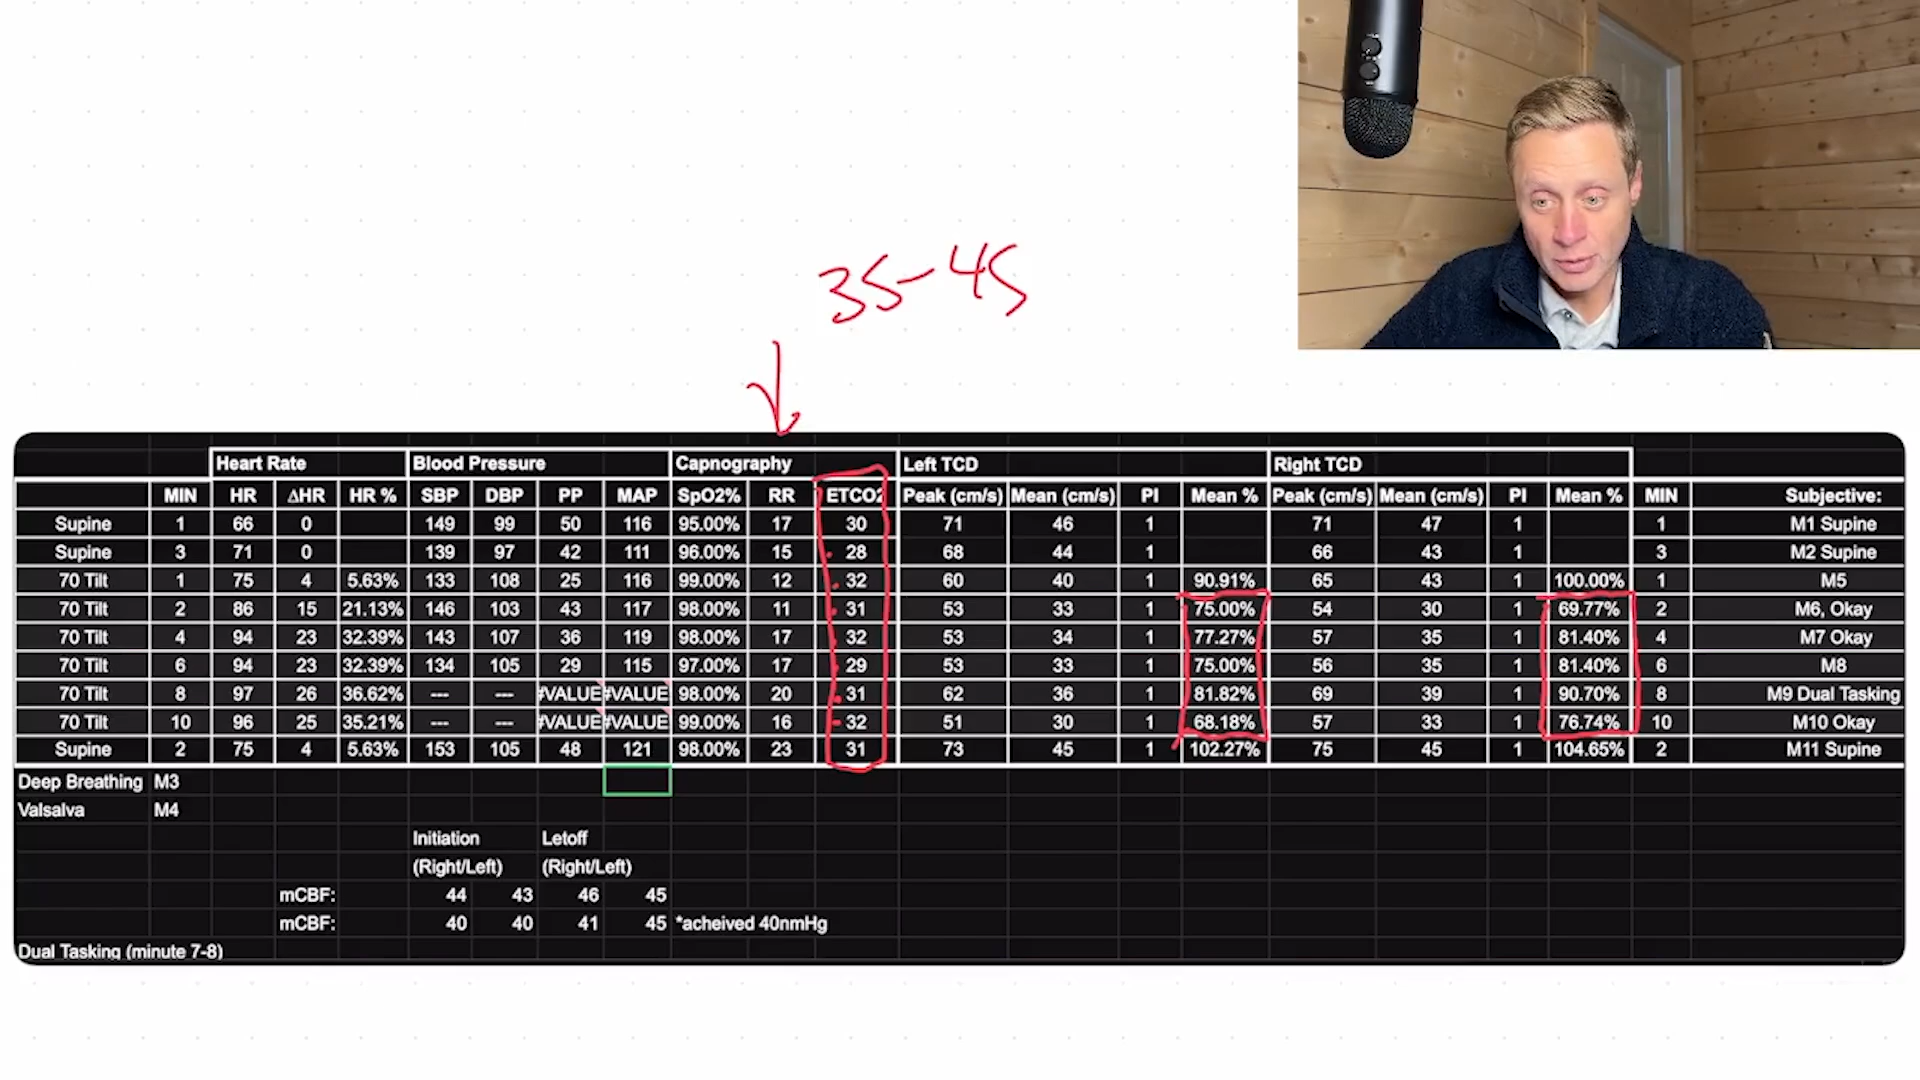 35-45
Heart Rate Blood Pressure Capnography Left TCD Right TCD
MIN HR ΔHR HR % SBP DBP PP MAP SpO2% RR ETCO2 Peak (cm/s) Mean (cm/s) PI Mean % Peak (cm/s) Mean (cm/s) PI Mean % MIN Subjective:
Supine 1 66 0 149 99 50 116 95.00% 17 30 71 46 1 71 47 1 1 M1 Supine
Supine 3 71 0 139 97 42 111 96.00% 15 28 68 44 1 66 43 1 3 M2 Supine
70 Tilt 1 75 4 5.63% 133 108 25 116 99.00% 12 32 60 40 1 90.91% 65 43 1 100.00% 1 M5
70 Tilt 2 86 15 21.13% 146 103 43 117 98.00% 11 31 53 33 1 75.00% 54 30 1 69.77% 2 M6, Okay
70 Tilt 4 94 23 32.39% 143 107 36 119 98.00% 17 32 53 34 1 77.27% 57 35 1 81.40% 4 M7 Okay
70 Tilt 6 94 23 32.39% 134 105 29 115 97.00% 17 29 53 33 1 75.00% 56 35 1 81.40% 6 M8
70 Tilt 8 97 26 36.62% --- --- #VALUE #VALUE 98.00% 20 31 62 36 1 81.82% 69 39 1 90.70% 8 M9 Dual Tasking
70 Tilt 10 96 25 35.21% --- --- #VALUE #VALUE 99.00% 16 32 51 30 1 68.18% 57 33 1 76.74% 10 M10 Okay
Supine 2 75 4 5.63% 153 105 48 121 98.00% 23 31 73 45 1 102.27% 75 45 1 104.65% 2 M11 Supine
Deep Breathing M3
Valsalva M4
Initiation Letoff
(Right/Left) (Right/Left)
mCBF: 44 43 46 45
mCBF: 40 40 41 45 *acheived 40nmHg
Dual Tasking (minute 7-8)